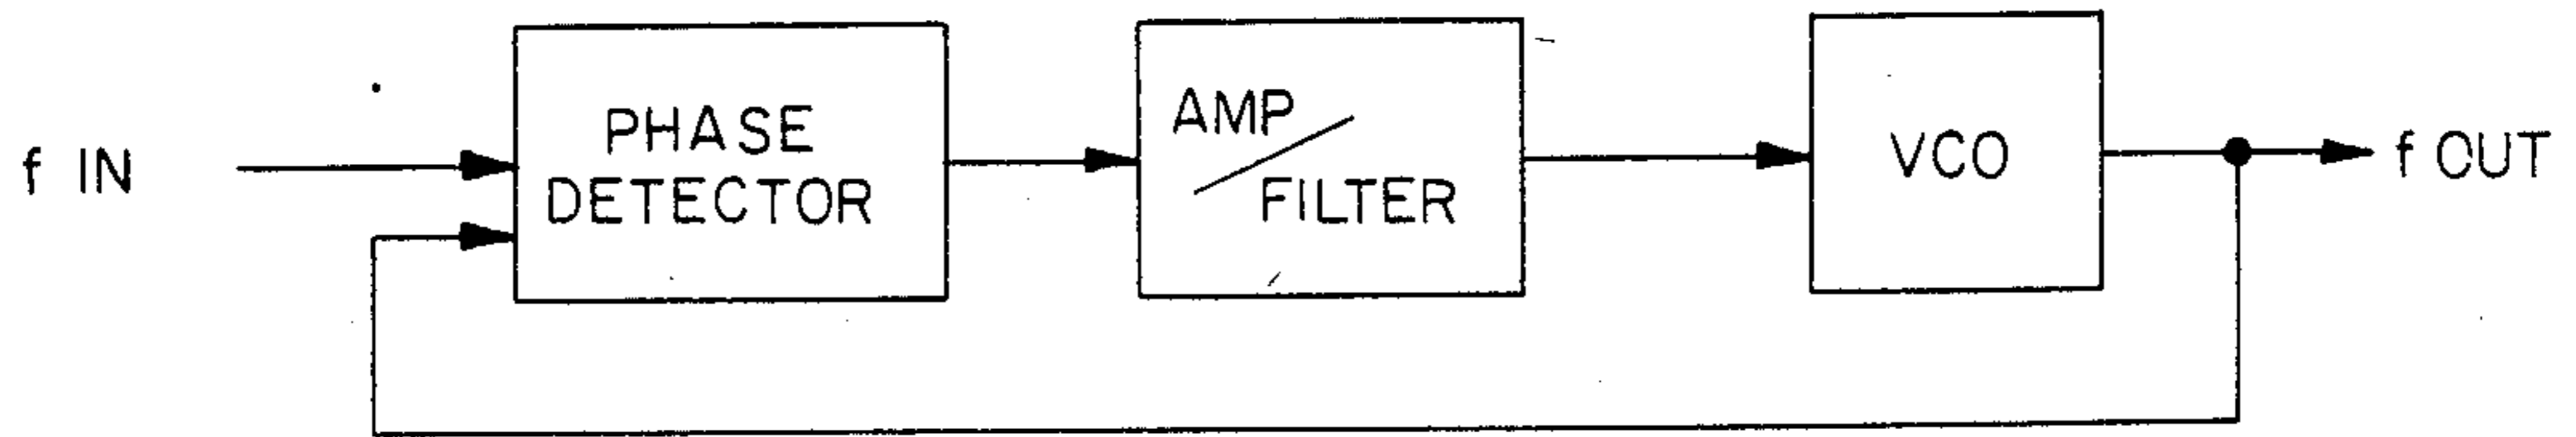 f IN
PHASE
DETECTOR
AMP
FILTER
VCO
f OUT